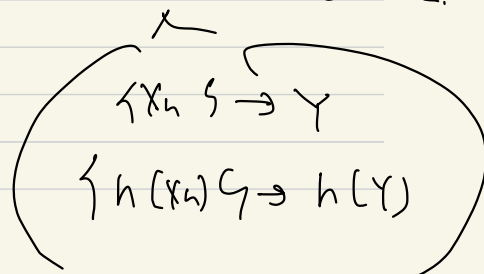 {Xn} → Y
{h(Xn)} → h(Y)